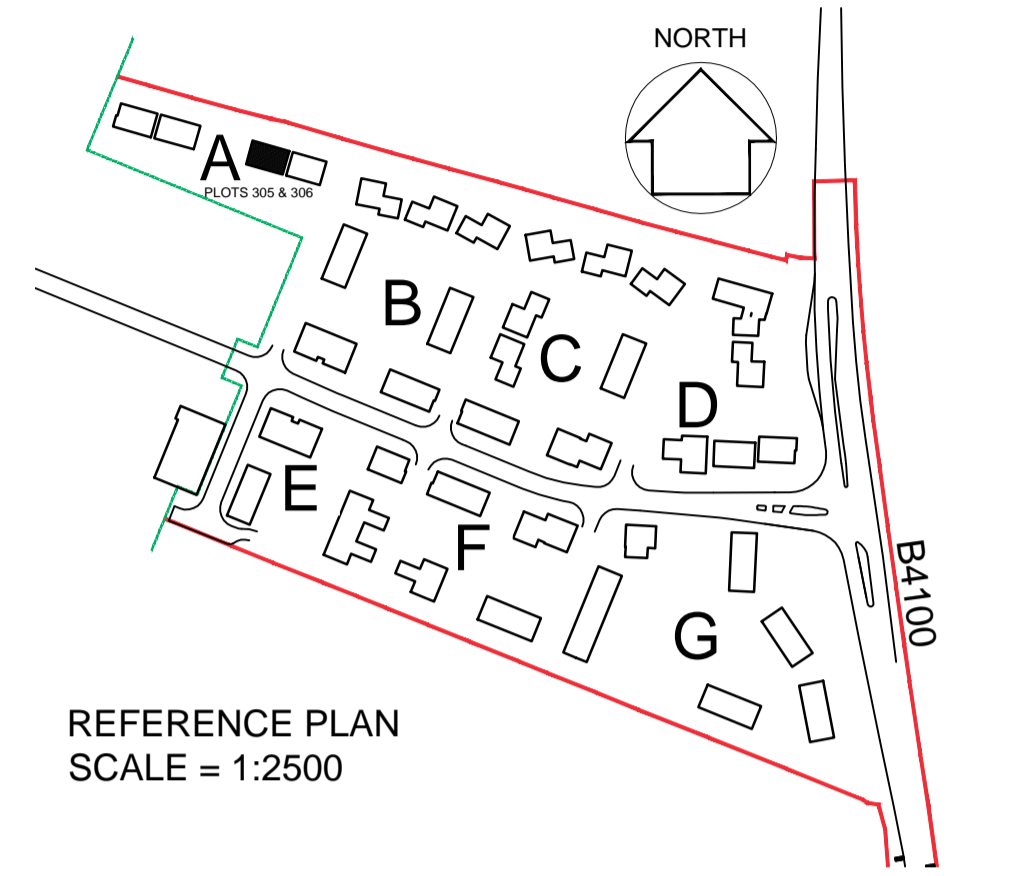 NORTH
A
PLOTS 305 & 306
B
C
D
E
F
B4100
G
REFERENCE PLAN
SCALE = 1:2500